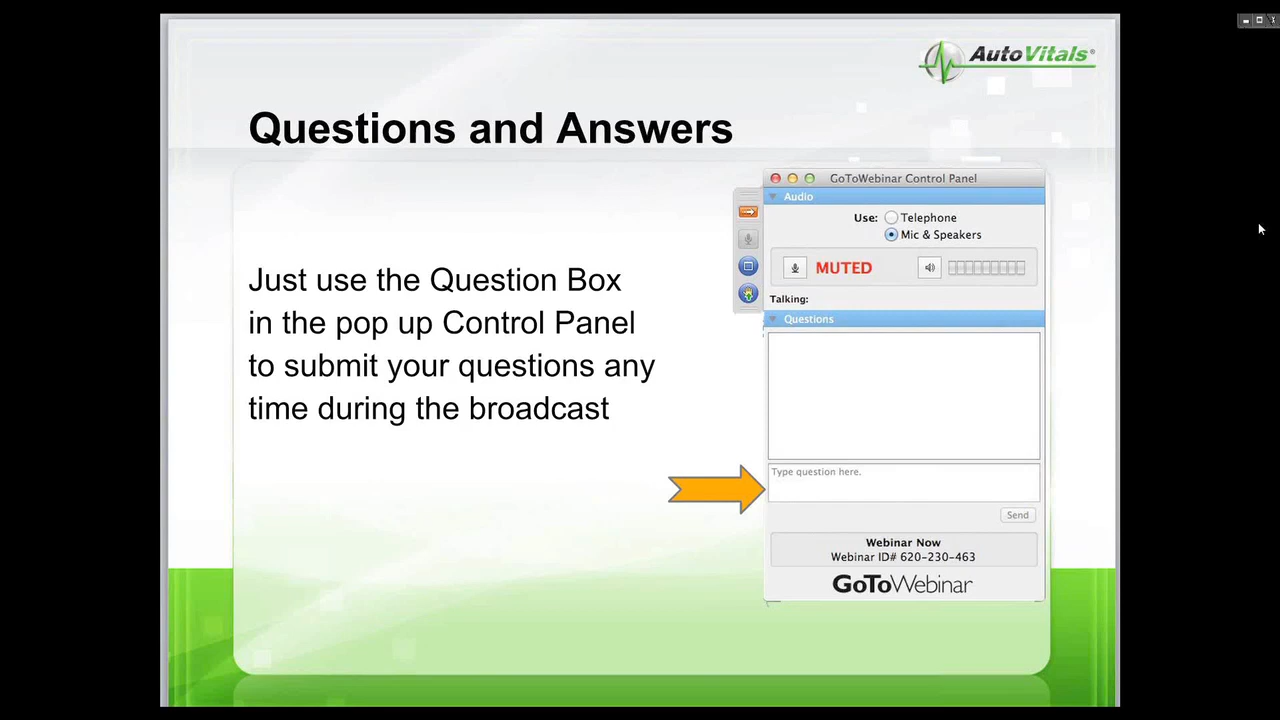 AutoVitals®
Questions and Answers
Just use the Question Box
in the pop up Control Panel
to submit your questions any
time during the broadcast
GoToWebinar Control Panel
Audio
Use: Telephone
Mic & Speakers
MUTED
Talking:
Questions
Type question here.
Send
Webinar Now
Webinar ID# 620-230-463
GoToWebinar